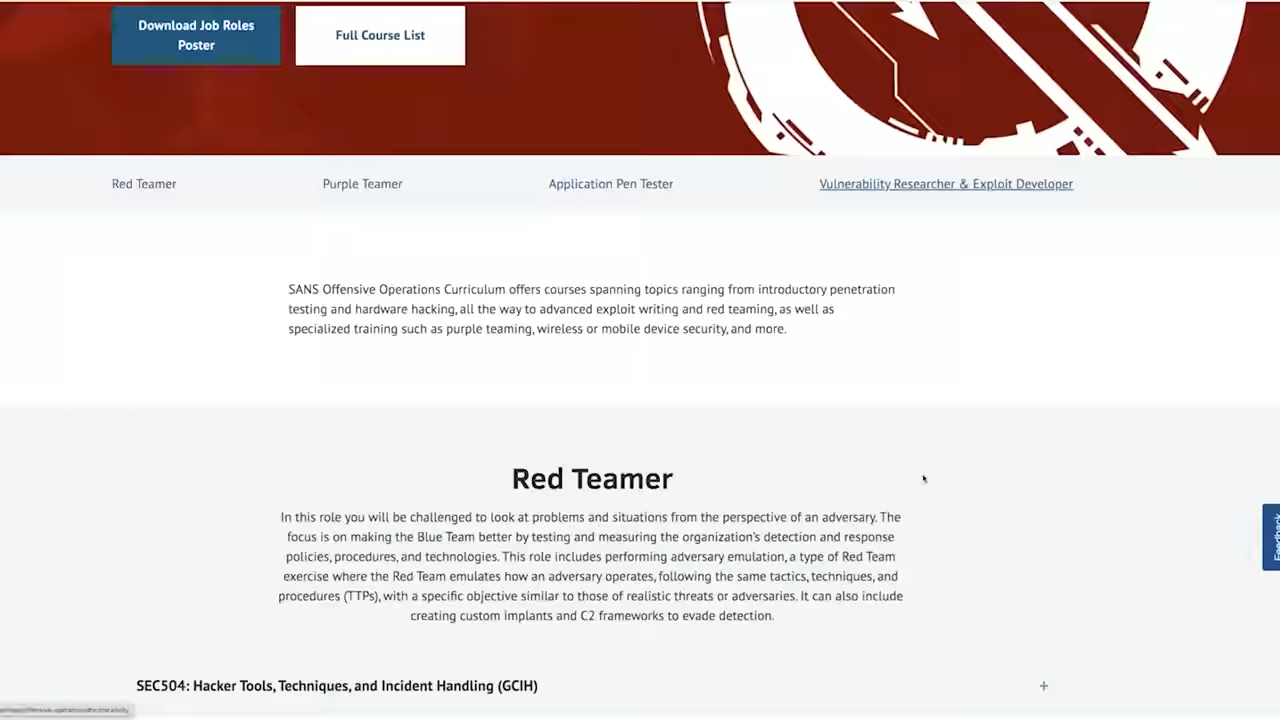 Download Job Roles
Poster
Full Course List
Red Teamer
Purple Teamer
Application Pen Tester
Vulnerability Researcher & Exploit Developer
SANS Offensive Operations Curriculum offers courses spanning topics ranging from introductory penetration
testing and hardware hacking, all the way to advanced exploit writing and red teaming, as well as
specialized training such as purple teaming, wireless or mobile device security, and more.
Red Teamer
In this role you will be challenged to look at problems and situations from the perspective of an adversary. The
focus is on making the Blue Team better by testing and measuring the organization's detection and response
policies, procedures, and technologies. This role includes performing adversary emulation, a type of Red Team
exercise where the Red Team emulates how an adversary operates, following the same tactics, techniques, and
procedures (TTPs), with a specific objective similar to those of realistic threats or adversaries. It can also include
creating custom implants and C2 frameworks to evade detection.
Feedback
SEC504: Hacker Tools, Techniques, and Incident Handling (GCIH)
+